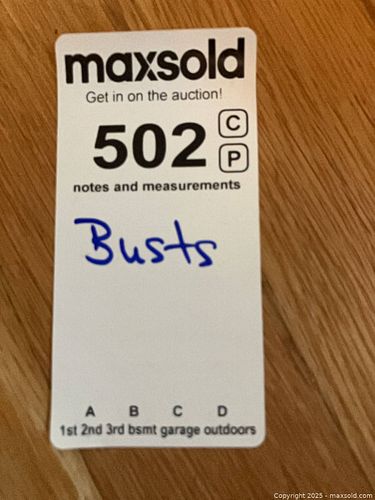 maxsold
Get in on the auction!
502 C
P
notes and measurements
Busts
A B C D
1st 2nd 3rd bsmt garage outdoors
Copyright 2025 - maxsold.com